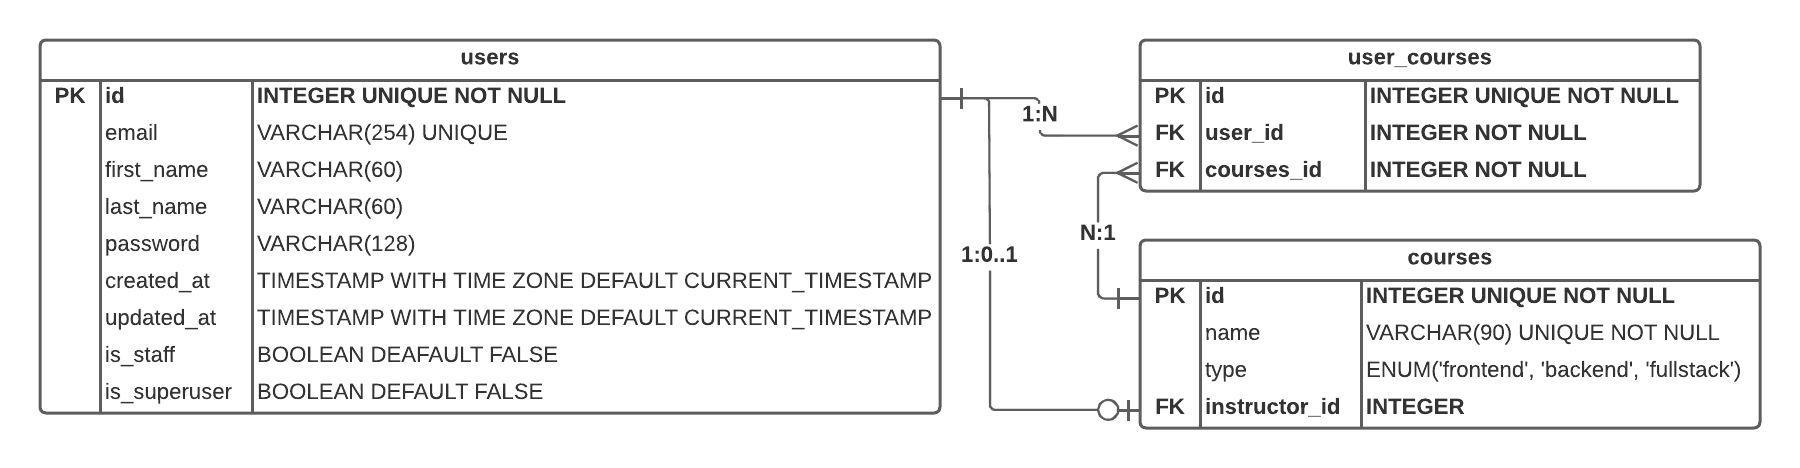 users
PK id INTEGER UNIQUE NOT NULL
email VARCHAR(254) UNIQUE
first_name VARCHAR(60)
last_name VARCHAR(60)
password VARCHAR(128)
created_at TIMESTAMP WITH TIME ZONE DEFAULT CURRENT_TIMESTAMP
updated_at TIMESTAMP WITH TIME ZONE DEFAULT CURRENT_TIMESTAMP
is_staff BOOLEAN DEAFAULT FALSE
is_superuser BOOLEAN DEFAULT FALSE
1:N
N:1
1:0..1
user_courses
PK id INTEGER UNIQUE NOT NULL
FK user_id INTEGER NOT NULL
FK courses_id INTEGER NOT NULL
courses
PK id INTEGER UNIQUE NOT NULL
name VARCHAR(90) UNIQUE NOT NULL
type ENUM('frontend', 'backend', 'fullstack')
FK instructor_id INTEGER